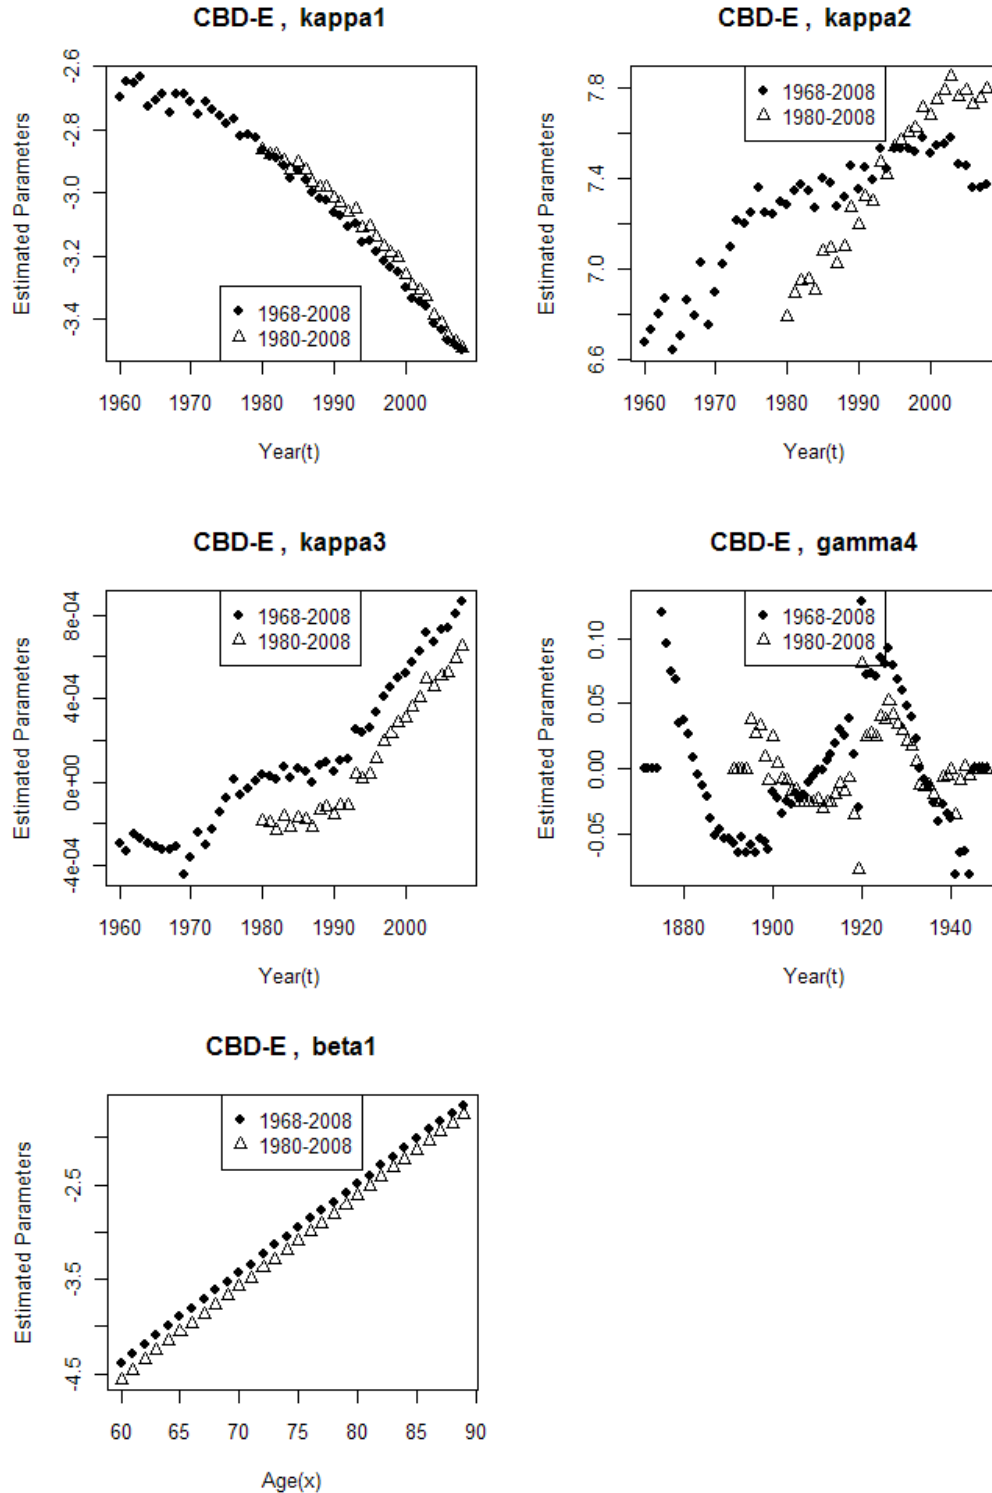 CBD-E , kappa1
Estimated Parameters
-2.6
-2.8
-3.0
-3.2
-3.4
1968-2008
1980-2008
1960 1970 1980 1990 2000
Year(t)
CBD-E , kappa2
Estimated Parameters
7.8
7.4
7.0
6.6
1968-2008
1980-2008
1960 1970 1980 1990 2000
Year(t)
CBD-E , kappa3
Estimated Parameters
8e-04
4e-04
0e+00
-4e-04
1968-2008
1980-2008
1960 1970 1980 1990 2000
Year(t)
CBD-E , gamma4
Estimated Parameters
0.10
0.05
0.00
-0.05
1968-2008
1980-2008
1880 1900 1920 1940
Year(t)
CBD-E , beta1
Estimated Parameters
-2.5
-3.5
-4.5
1968-2008
1980-2008
60 65 70 75 80 85 90
Age(x)